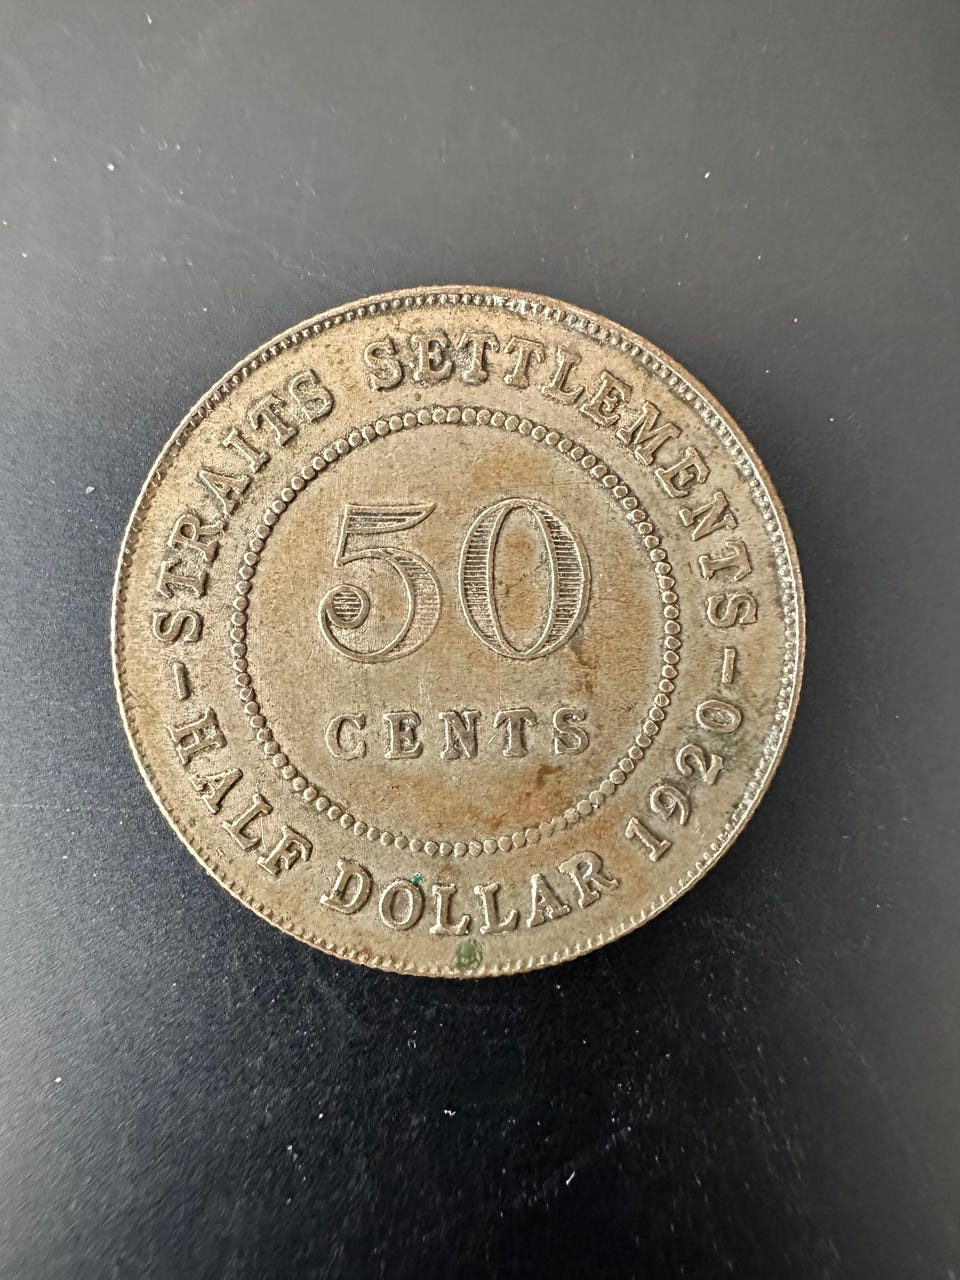 STRAITS SETTLEMENTS
50
CENTS
HALF DOLLAR 1920